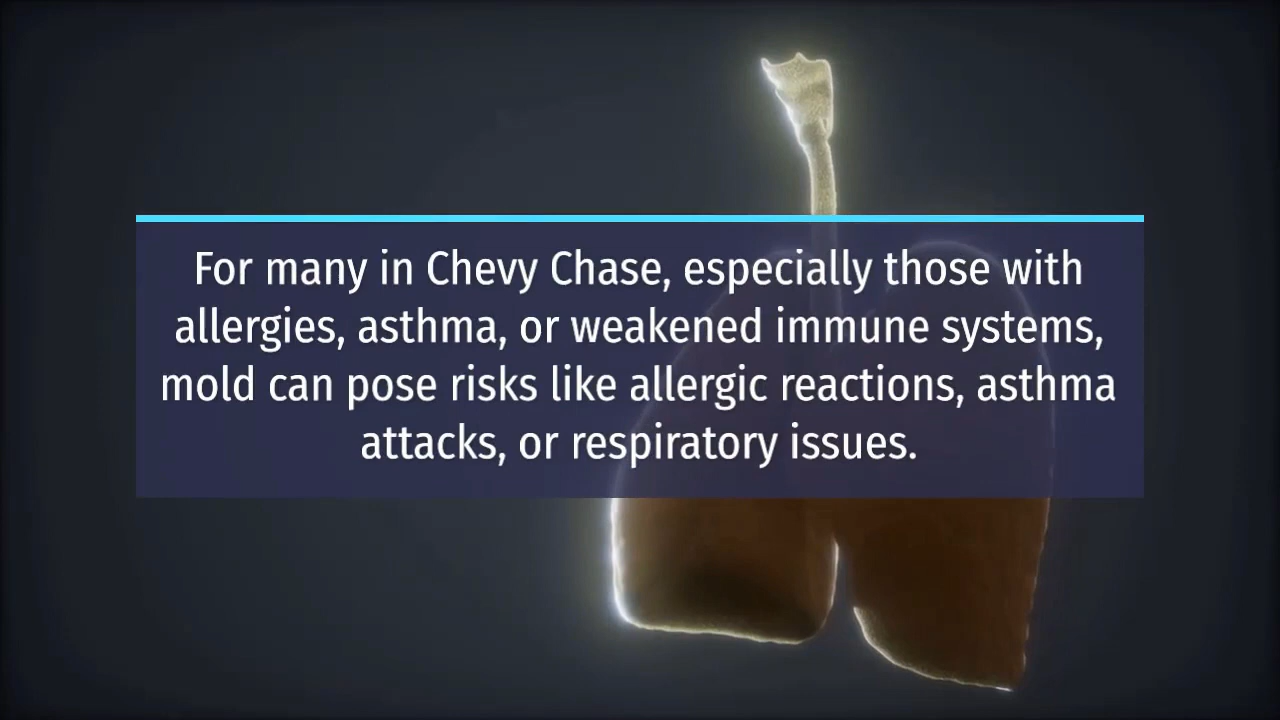 For many in Chevy Chase, especially those with
allergies, asthma, or weakened immune systems,
mold can pose risks like allergic reactions, asthma
attacks, or respiratory issues.